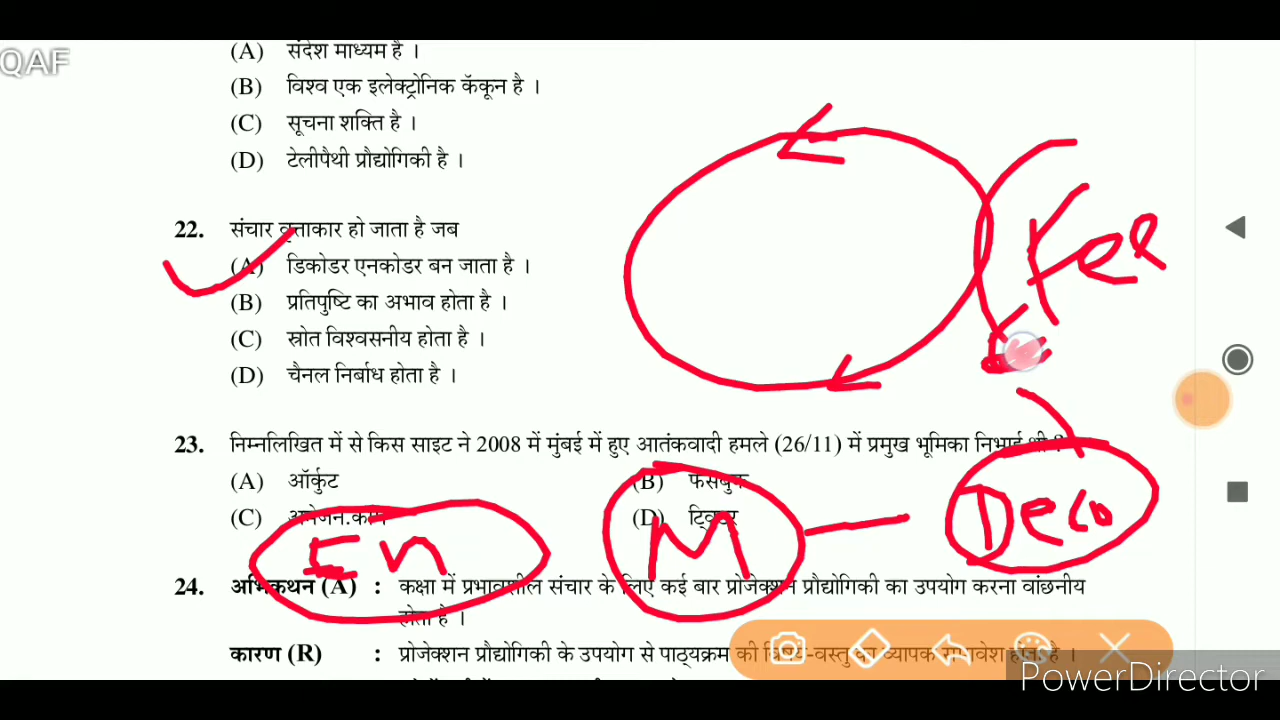 QAF
(A) संदेश माध्यम है ।
(B) विश्व एक इलेक्ट्रोनिक कॅकून है ।
(C) सूचना शक्ति है ।
(D) टेलीपैथी प्रौद्योगिकी है ।
22. संचार वृत्ताकार हो जाता है जब
(A) डिकोडर एनकोडर बन जाता है ।
(B) प्रतिपुष्टि का अभाव होता है ।
(C) स्रोत विश्वसनीय होता है ।
(D) चैनल निर्बाध होता है ।
Fee
23. निम्नलिखित में से किस साइट ने 2008 में मुंबई में हुए आतंकवादी हमले (26/11) में प्रमुख भूमिका निभाई थी ?
(A) ऑर्कुट (B) फेसबुक
(C) अमेजन.कॉम (D) ट्विटर
En M Deco
24. अभिकथन (A) : कक्षा में प्रभावशील संचार के लिए कई बार प्रोजेक्शन प्रौद्योगिकी का उपयोग करना वांछनीय
होता है ।
कारण (R) : प्रोजेक्शन प्रौद्योगिकी के उपयोग से पाठ्यक्रम की विषय-वस्तु का व्यापक समावेश होता है ।
PowerDirector